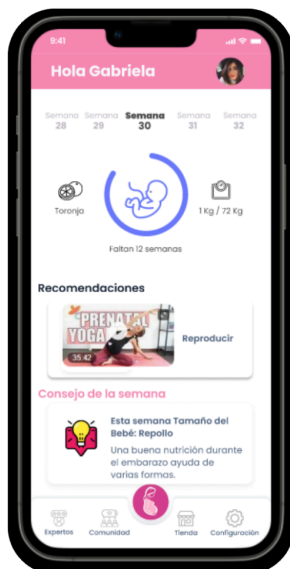 9:41
Hola Gabriela
Semana Semana Semana Semana Semana
28 29 30 31 32
Toronja
1 Kg / 72 Kg
Faltan 12 semanas
Recomendaciones
PRENATAL
YOGA
35:42
Reproducir
Consejo de la semana
Esta semana Tamaño del
Bebé: Repollo
Una buena nutrición durante
el embarazo ayuda de
varias formas.
Expertos Comunidad Tienda Configuración